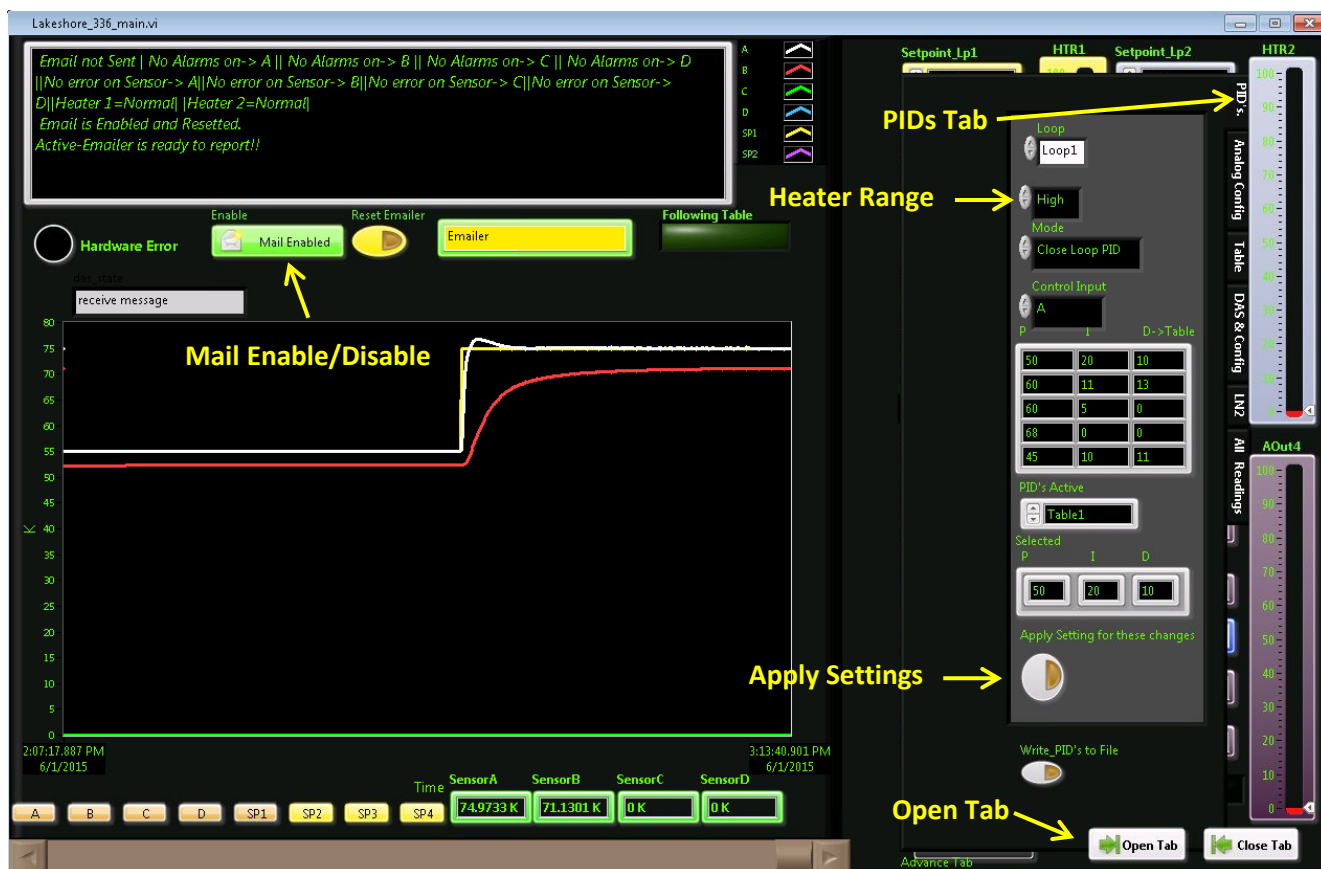 Lakeshore_336_main.vi
Email not Sent | No Alarms on-> A || No Alarms on-> B || No Alarms on-> C || No Alarms on-> D
||No error on Sensor-> A||No error on Sensor-> B||No error on Sensor-> C||No error on Sensor->
D||Heater 1=Normal| |Heater 2=Normal|
Email is Enabled and Resetted.
Active-Emailer is ready to report!!
A
B
C
D
SP1
SP2
Enable
Mail Enabled
Reset Emailer
Emailer
Following Table
Hardware Error
das_state
receive message
Mail Enable/Disable
80
75
70
65
60
55
50
45
40
35
30
25
20
15
10
5
0
K
2:07:17.887 PM
6/1/2015
3:13:40.901 PM
6/1/2015
Time
SensorA SensorB SensorC SensorD
74.9733 K 71.1301 K 0 K 0 K
A B C D SP1 SP2 SP3 SP4
Setpoint_Lp1 HTR1 Setpoint_Lp2 HTR2
PIDs Tab
Heater Range
Loop
Loop1
High
Mode
Close Loop PID
Control Input
A
P I D->Table
50 20 10
60 11 13
60 5 0
68 0 0
45 10 11
PID's Active
Table1
Selected
P I D
50 20 10
Apply Setting for these changes
Apply Settings
Write_PID's to File
Open Tab
Open Tab
Close Tab
Advance Tab
PID's.
Analog Config
Table
DAS & Config
LN2
All Readings
100
90
80
70
60
50
40
30
20
10
0
AOut4
100
90
80
70
60
50
40
30
20
10
0